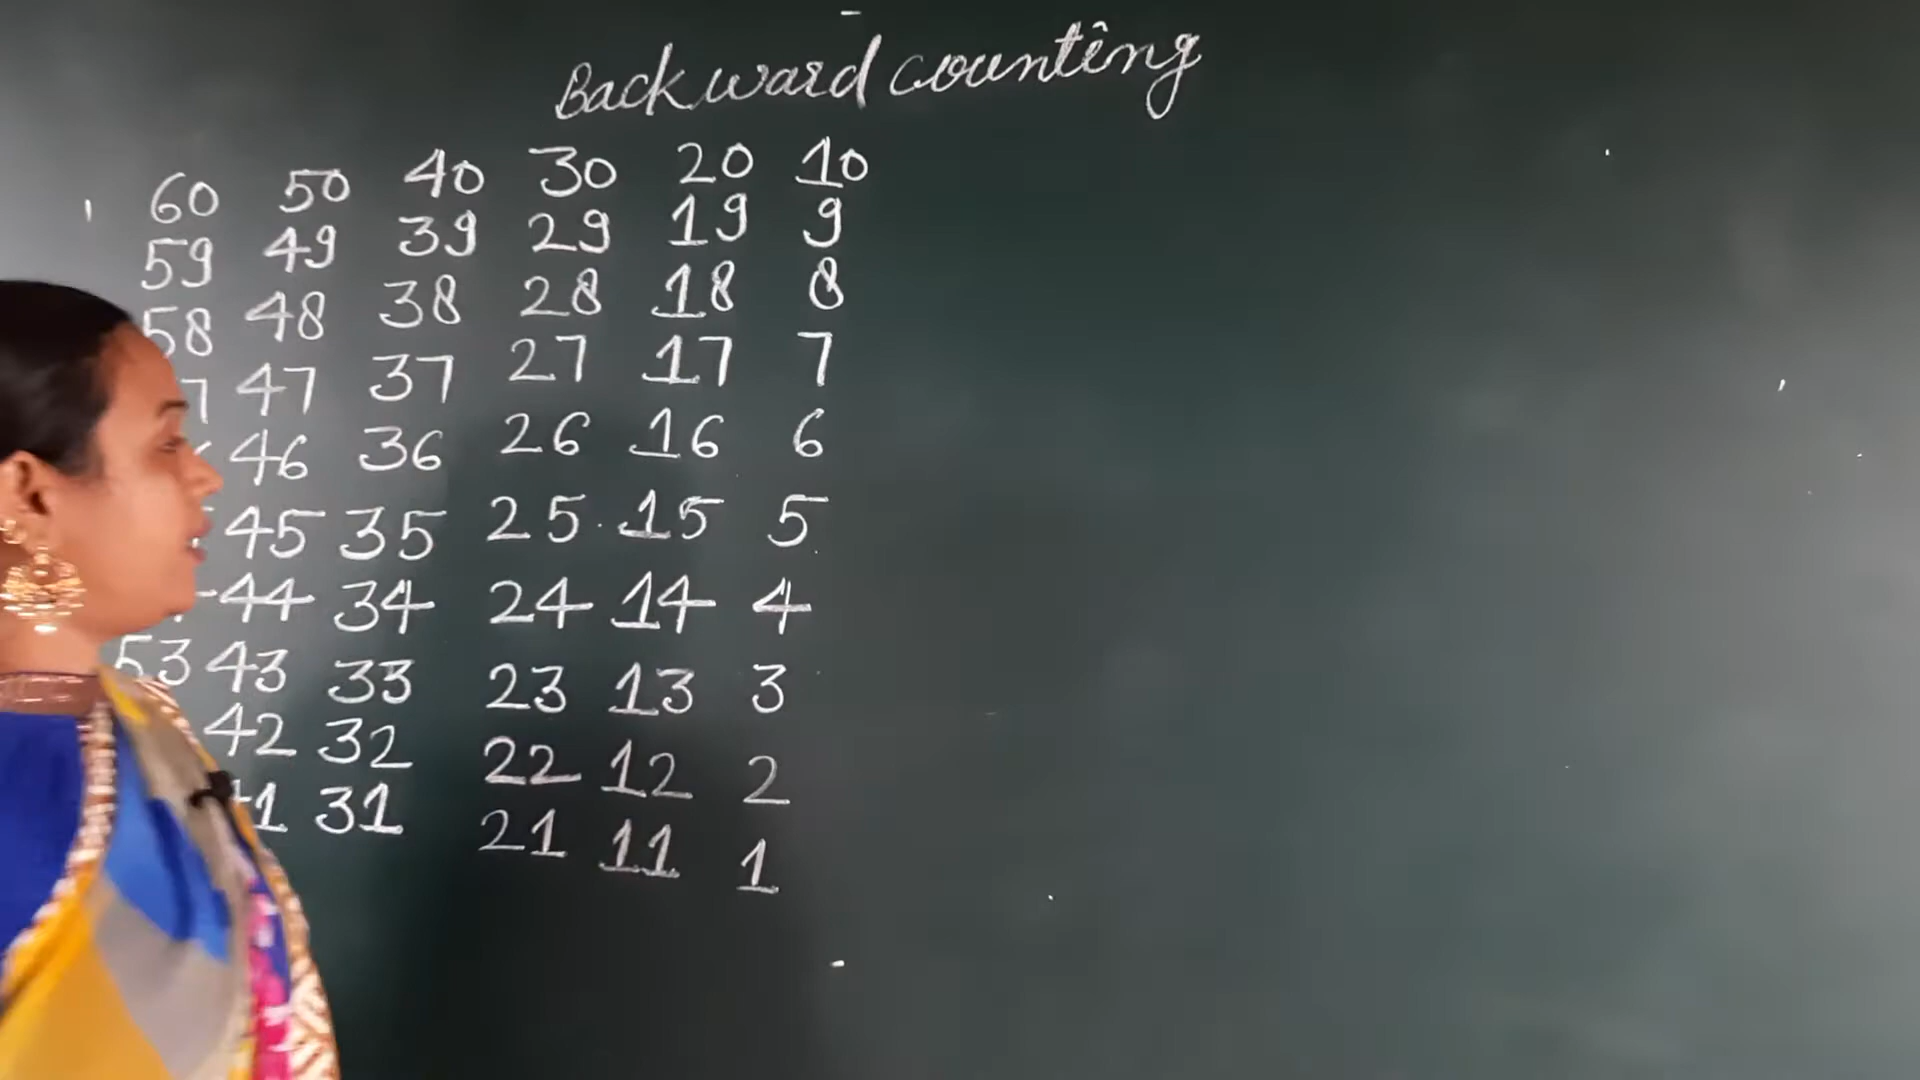 Backward counting
60 50 40 30 20 10
59 49 39 29 19 9
58 48 38 28 18 8
7 47 37 27 17 7
46 36 26 16 6
45 35 25 15 5
44 34 24 14 4
53 43 33 23 13 3
42 32 22 12 2
1 31 21 11 1